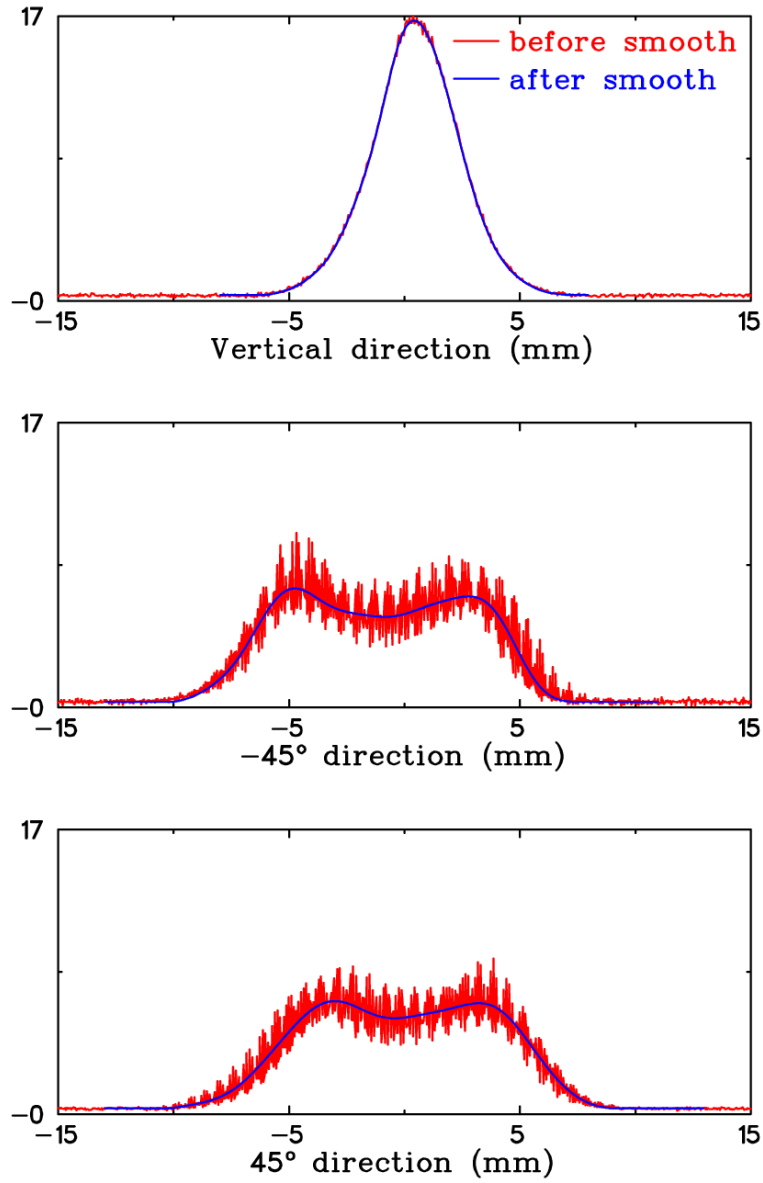 17
before smooth
after smooth
−0
−15 −5 5 15
Vertical direction (mm)
17
−0
−15 −5 5 15
−45° direction (mm)
17
−0
−15 −5 5 15
45° direction (mm)